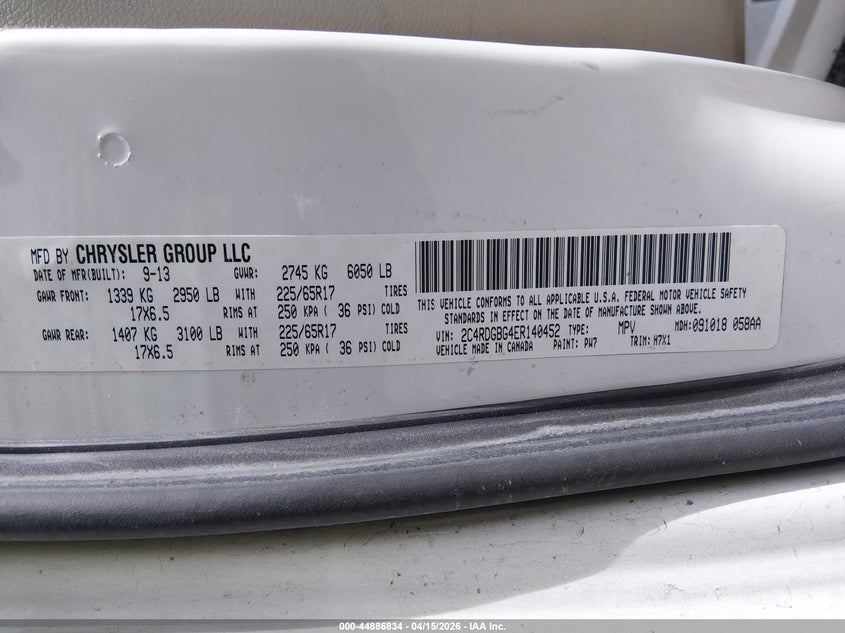 MFD BY CHRYSLER GROUP LLC
DATE OF MFR(BUILT): 9-13 GVWR: 2745 KG 6050 LB
GAWR FRONT: 1339 KG 2950 LB WITH 225/65R17 TIRES
17X6.5 RIMS AT 250 KPA ( 36 PSI) COLD
GAWR REAR: 1407 KG 3100 LB WITH 225/65R17 TIRES
17X6.5 RIMS AT 250 KPA ( 36 PSI) COLD
THIS VEHICLE CONFORMS TO ALL APPLICABLE U.S.A. FEDERAL MOTOR VEHICLE SAFETY
STANDARDS IN EFFECT ON THE DATE OF MANUFACTURE SHOWN ABOVE.
VIN: 2C4RDGBG4ER140452 TYPE: MPV MDH: 091018 058AA
VEHICLE MADE IN CANADA PAINT: PW7 TRIM: H7X1
000-44886834 - 04/15/2026 - IAA Inc.